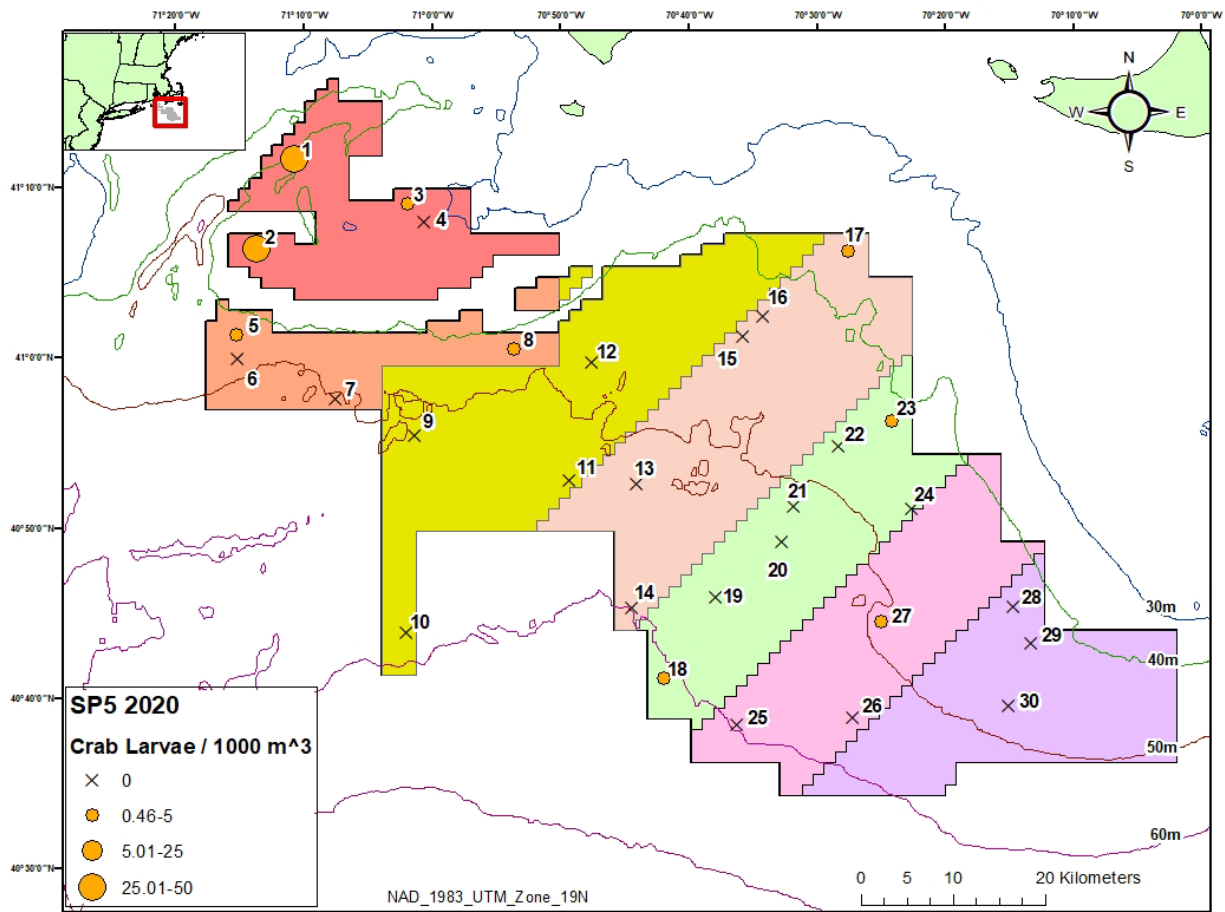 71°20'0"W 71°10'0"W 71°0'0"W 70°50'0"W 70°40'0"W 70°30'0"W 70°20'0"W 70°10'0"W 70°0'0"W
N
W E
S
1
41°10'0"N
3
4
2
17
16
5
8
15
12
41°0'0"N
6
7
23
9
22
11
13
21
24
40°50'0"N
20
14
19
28
30m
10
27
29
40m
18
40°40'0"N
25
26
30
50m
60m
SP5 2020
Crab Larvae / 1000 m^3
0
0.46-5
5.01-25
25.01-50
40°30'0"N
NAD_1983_UTM_Zone_19N
0 5 10 20 Kilometers